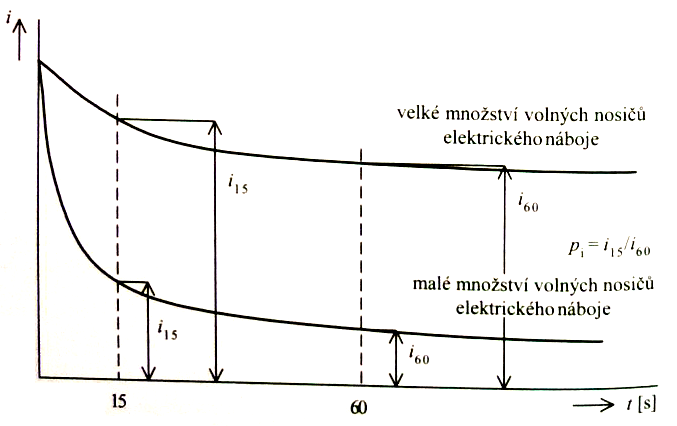 i
velké množství volných nosičů
elektrického náboje
i15
i60
p1 = i15/i60
malé množství volných nosičů
elektrického náboje
i15
i60
15
60
t [s]